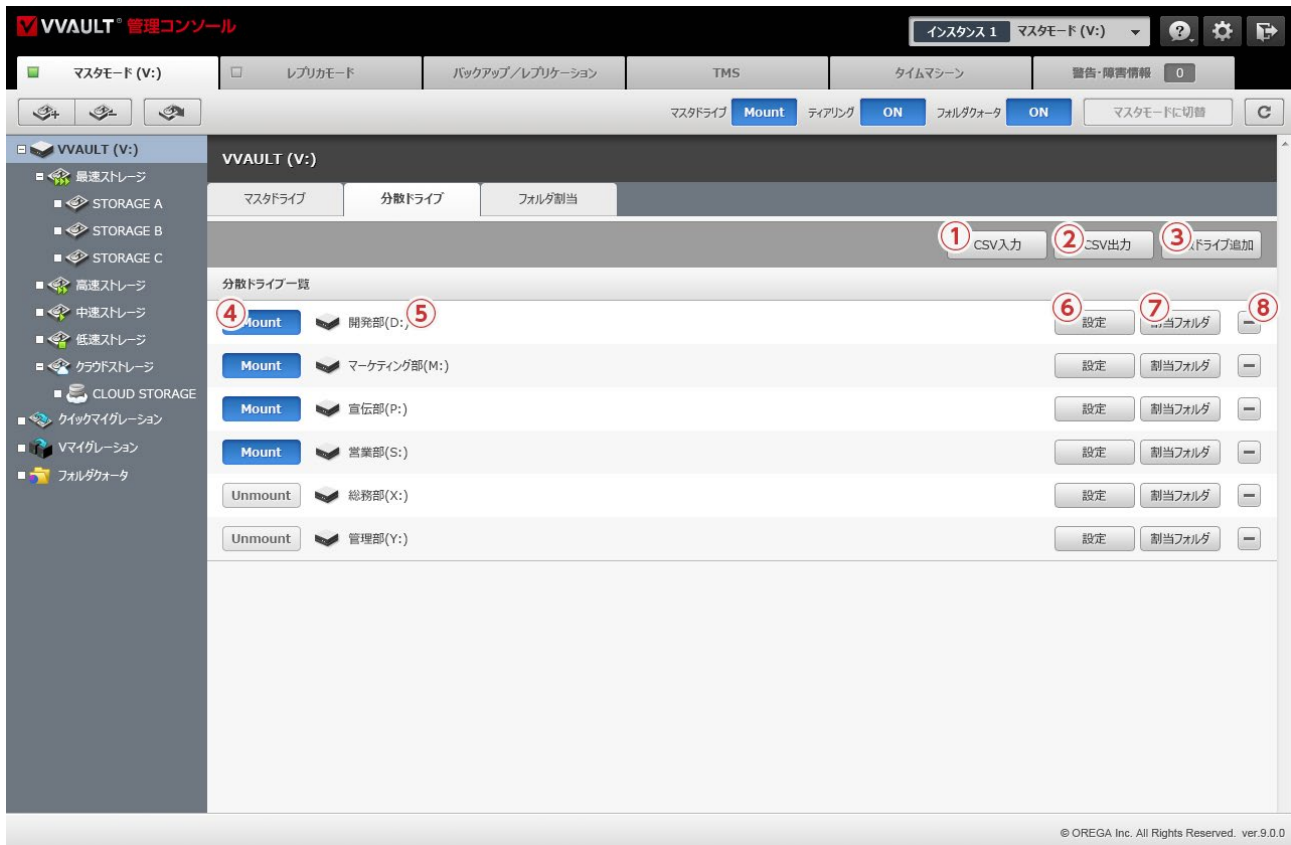 VVAULT® 管理コンソール
インスタンス 1 マスタモード (V:)
マスタモード (V:) レプリカモード バックアップ／レプリケーション TMS タイムマシーン 警告・障害情報 0
マスタドライブ Mount ティアリング ON フォルダクォータ ON マスタモードに切替
VVAULT (V:)
最速ストレージ
STORAGE A
STORAGE B
STORAGE C
高速ストレージ
中速ストレージ
低速ストレージ
クラウドストレージ
CLOUD STORAGE
クイックマイグレーション
Vマイグレーション
フォルダクォータ
VVAULT (V:)
マスタドライブ 分散ドライブ フォルダ割当
① CSV入力 ② CSV出力 ③ ドライブ追加
分散ドライブ一覧
④ Mount 開発部(D:) ⑤ ⑥ 設定 ⑦ 割当フォルダ ⑧
Mount マーケティング部(M:) 設定 割当フォルダ
Mount 宣伝部(P:) 設定 割当フォルダ
Mount 営業部(S:) 設定 割当フォルダ
Unmount 総務部(X:) 設定 割当フォルダ
Unmount 管理部(Y:) 設定 割当フォルダ
© OREGA Inc. All Rights Reserved. ver.9.0.0